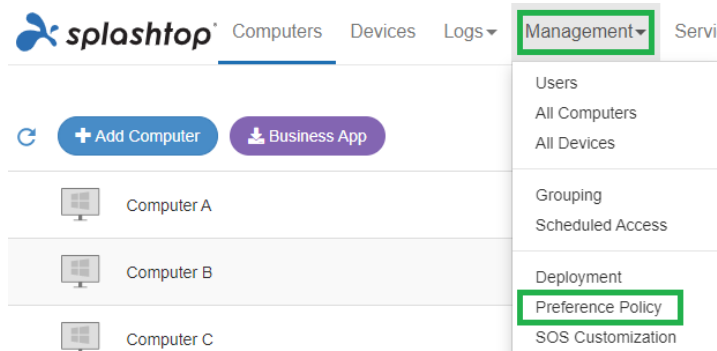 splashtop Computers Devices Logs Management Servi
Users
All Computers
All Devices
+ Add Computer Business App
Grouping
Computer A
Scheduled Access
Computer B
Deployment
Preference Policy
Computer C
SOS Customization